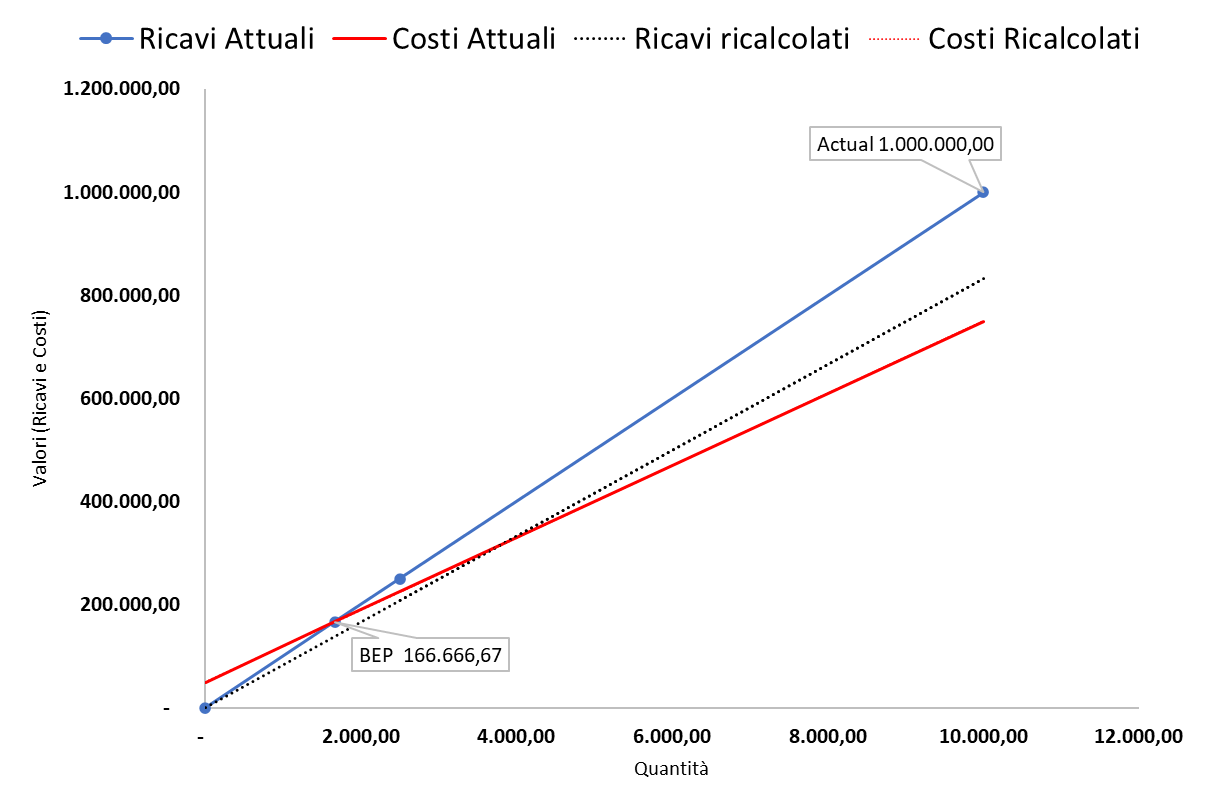 Ricavi Attuali Costi Attuali Ricavi ricalcolati Costi Ricalcolati
1.200.000,00
Actual 1.000.000,00
1.000.000,00
800.000,00
Valori (Ricavi e Costi)
600.000,00
400.000,00
200.000,00
BEP 166.666,67
-
- 2.000,00 4.000,00 6.000,00 8.000,00 10.000,00 12.000,00
Quantità